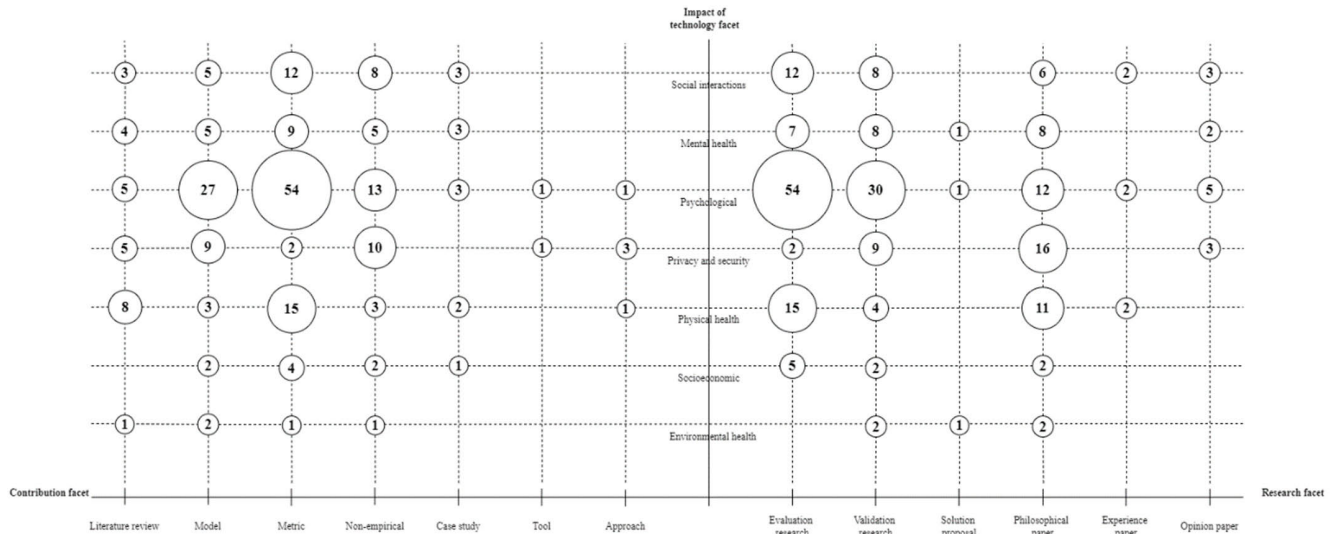 Impact of
technology facet
3 5 12 8 3 12 8 6 2 3
Social interactions
4 5 9 5 3 7 8 1 8 2
Mental health
5 27 54 13 3 1 1 54 30 1 12 2 5
Psychological
5 9 2 10 1 3 2 9 16 3
Privacy and security
8 3 15 3 2 1 15 4 11 2
Physical health
2 4 2 1 5 2 2
Socioeconomic
1 2 1 1 2 1 2
Environmental health
Contribution facet Research facet
Literature review Model Metric Non-empirical Case study Tool Approach Evaluation research Validation research Solution proposal Philosophical paper Experience paper Opinion paper